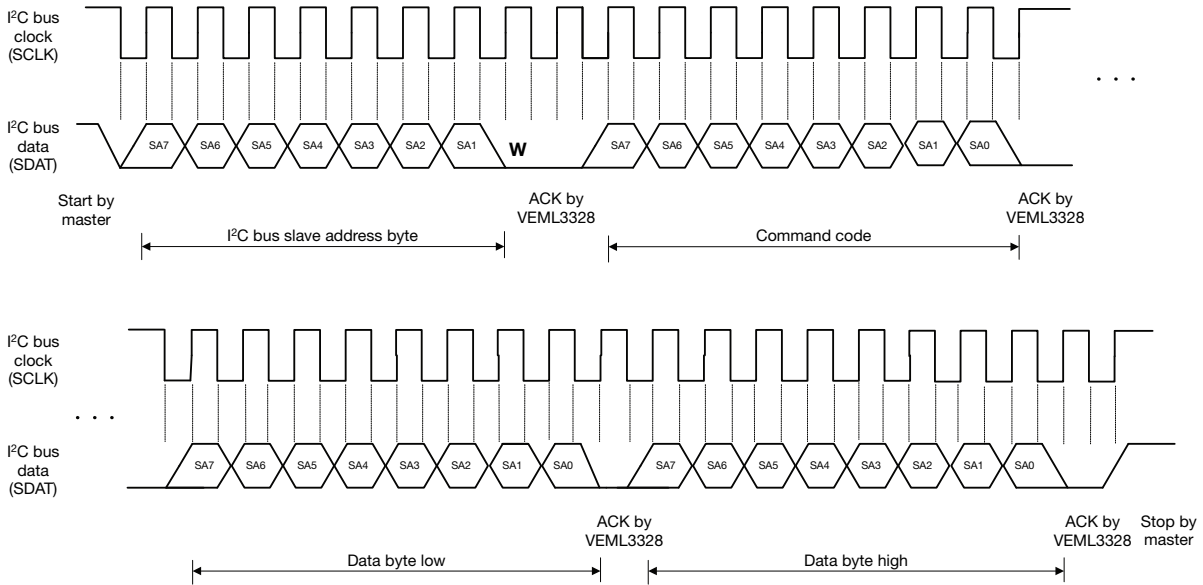 I²C bus
clock
(SCLK)
. . .
I²C bus
data
(SDAT)
SA7 SA6 SA5 SA4 SA3 SA2 SA1 W SA7 SA6 SA5 SA4 SA3 SA2 SA1 SA0
Start by
master
ACK by
VEML3328
ACK by
VEML3328
I²C bus slave address byte
Command code
I²C bus
clock
(SCLK)
. . .
I²C bus
data
(SDAT)
SA7 SA6 SA5 SA4 SA3 SA2 SA1 SA0 SA7 SA6 SA5 SA4 SA3 SA2 SA1 SA0
ACK by
VEML3328
ACK by
VEML3328
Stop by
master
Data byte low
Data byte high